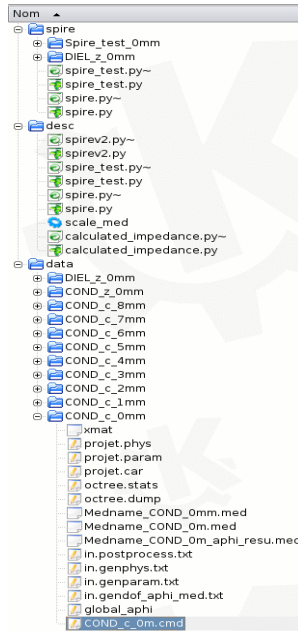 Nom
spire
Spire_test_0mm
DIEL_z_0mm
spire_test.py~
spire_test.py
spire.py~
spire.py
desc
spirev2.py~
spirev2.py
spire_test.py~
spire_test.py
spire.py~
spire.py
scale_med
calculated_impedance.py~
calculated_impedance.py
data
DIEL_z_0mm
COND_z_0mm
COND_c_8mm
COND_c_7mm
COND_c_6mm
COND_c_5mm
COND_c_4mm
COND_c_3mm
COND_c_2mm
COND_c_1mm
COND_c_0mm
xmat
projet.phys
projet.param
projet.car
octree.stats
octree.dump
Medname_COND_0mm.med
Medname_COND_0m.med
Medname_COND_0m_aphi_resu.med
in.postprocess.txt
in.genphys.txt
in.genparam.txt
in.gendof_aphi_med.txt
global_aphi
COND_c_0m.cmd